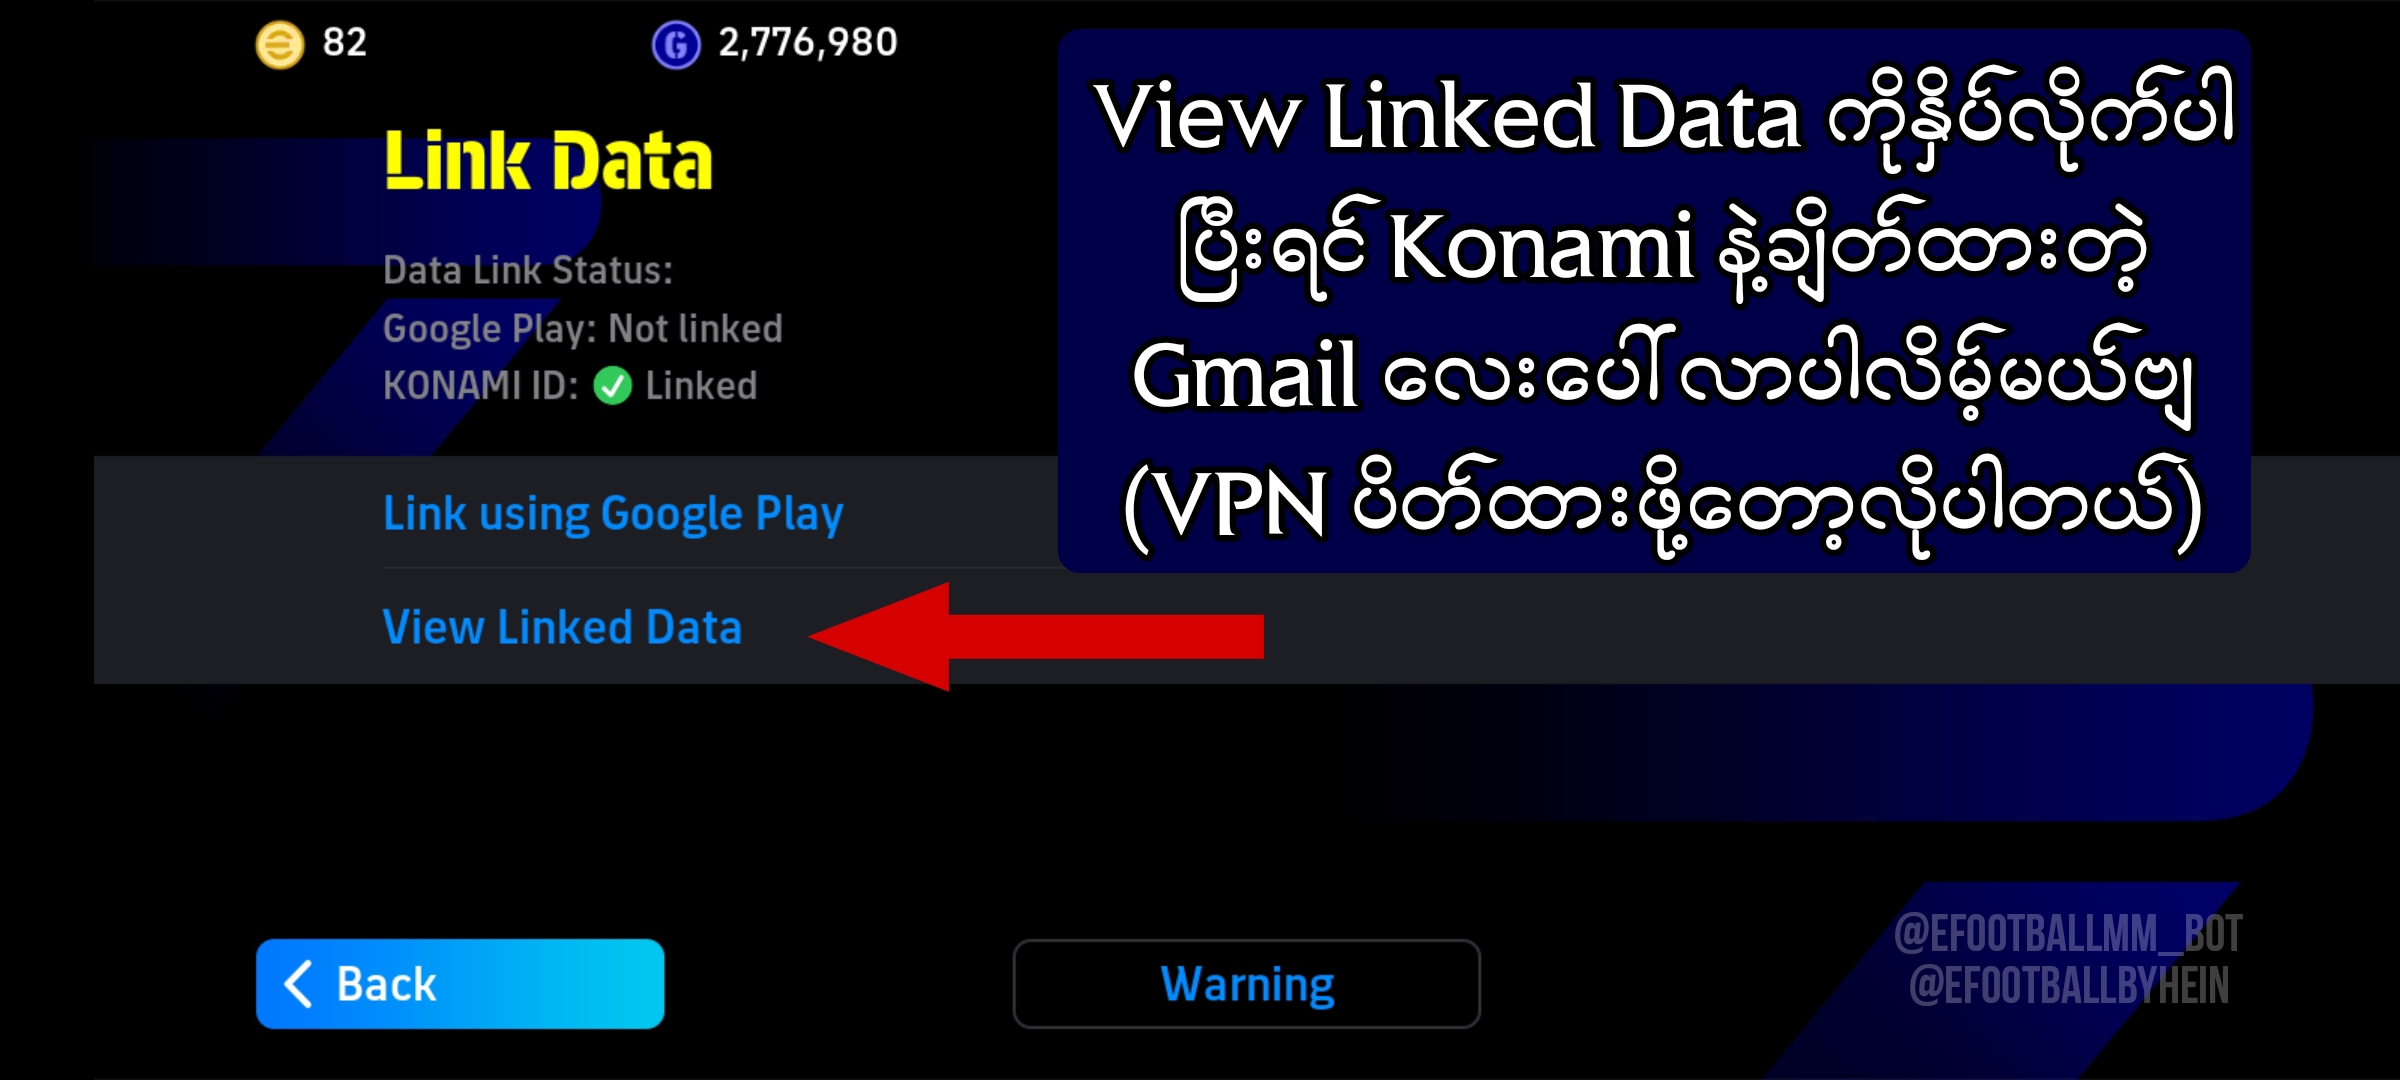 82
2,776,980
Link Data
Data Link Status:
Google Play: Not linked
KONAMI ID: Linked
Link using Google Play
View Linked Data
View Linked Data ကိုနှိပ်လိုက်ပါ
ပြီးရင် Konami နဲ့ချိတ်ထားတဲ့
Gmail လေးပေါ်လာပါလိမ့်မယ်ဗျ
(VPN ပိတ်ထားဖို့တော့လိုပါတယ်)
Back
Warning
@EFOOTBALLMM_BOT
@EFOOTBALLBYHEIN